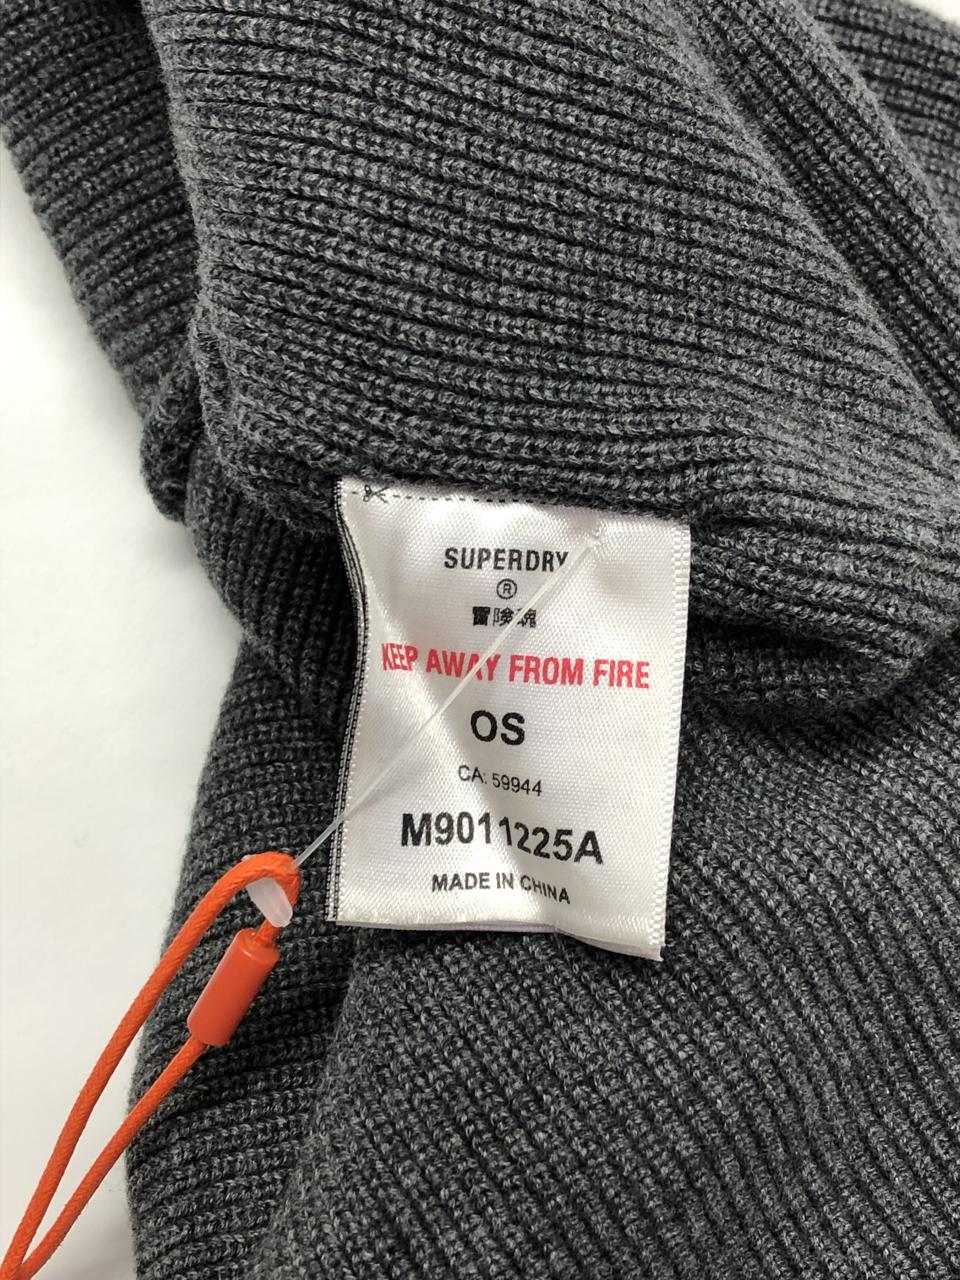 SUPERDRY
®
冒険魂
KEEP AWAY FROM FIRE
OS
CA: 59944
M9011225A
MADE IN CHINA